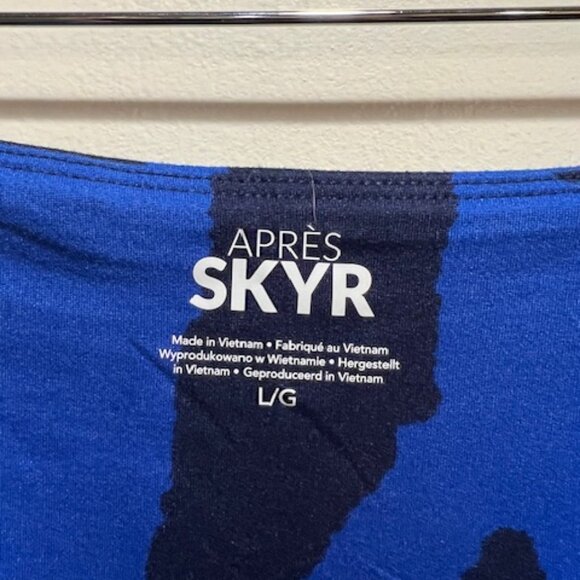 APRÈS
SKYR
Made in Vietnam • Fabriqué au Vietnam
Wyprodukowano w Wietnamie • Hergestellt
in Vietnam • Geproduceerd in Vietnam
L/G